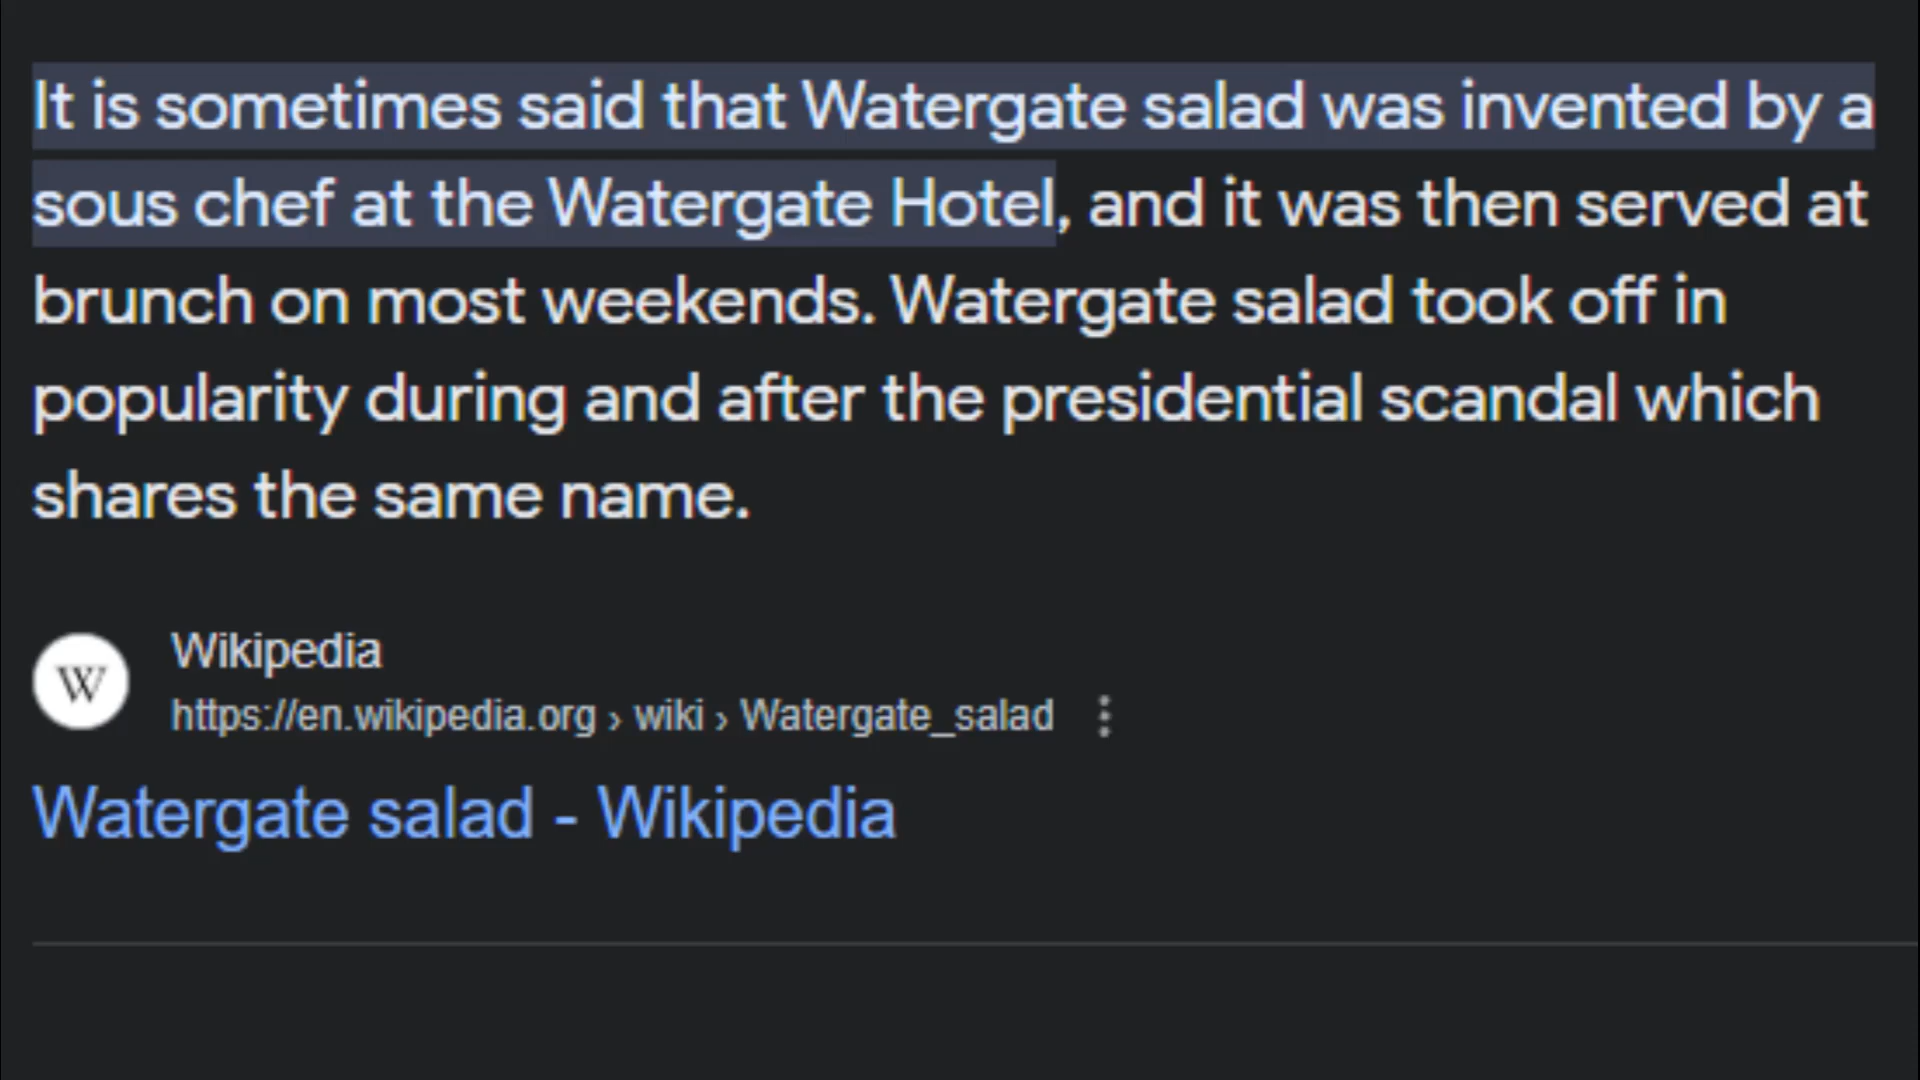 It is sometimes said that Watergate salad was invented by a
sous chef at the Watergate Hotel, and it was then served at
brunch on most weekends. Watergate salad took off in
popularity during and after the presidential scandal which
shares the same name.
W
Wikipedia
https://en.wikipedia.org › wiki › Watergate_salad
Watergate salad - Wikipedia